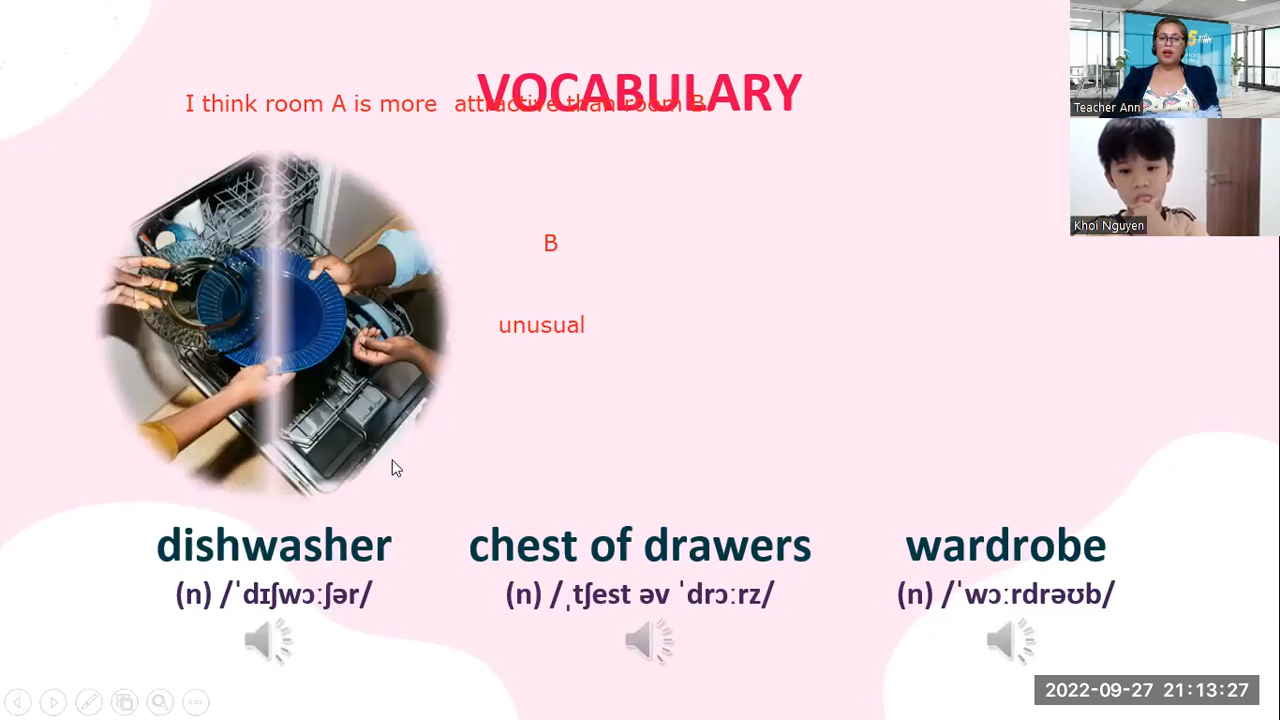 VOCABULARY
I think room A is more attractive than room B.
B
unusual
dishwasher
(n) /ˈdɪʃwɔːʃər/
chest of drawers
(n) /ˌtʃest əv ˈdrɔːrz/
wardrobe
(n) /ˈwɔːrdrəʊb/
Teacher Ann
Khoi Nguyen
2022-09-27 21:13:27